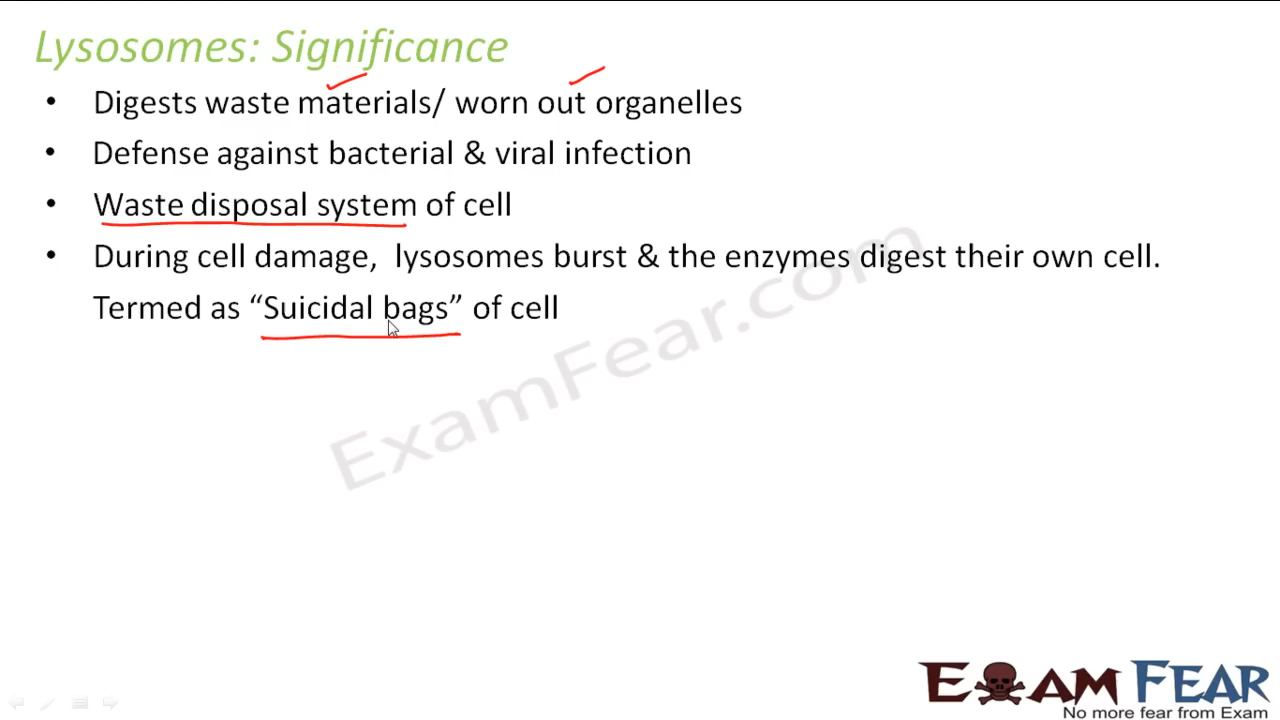 Lysosomes: Significance
• Digests waste materials/ worn out organelles
• Defense against bacterial & viral infection
• Waste disposal system of cell
• During cell damage, lysosomes burst & the enzymes digest their own cell.
Termed as “Suicidal bags” of cell
ExamFear.com
EXAM FEAR
No more fear from Exam